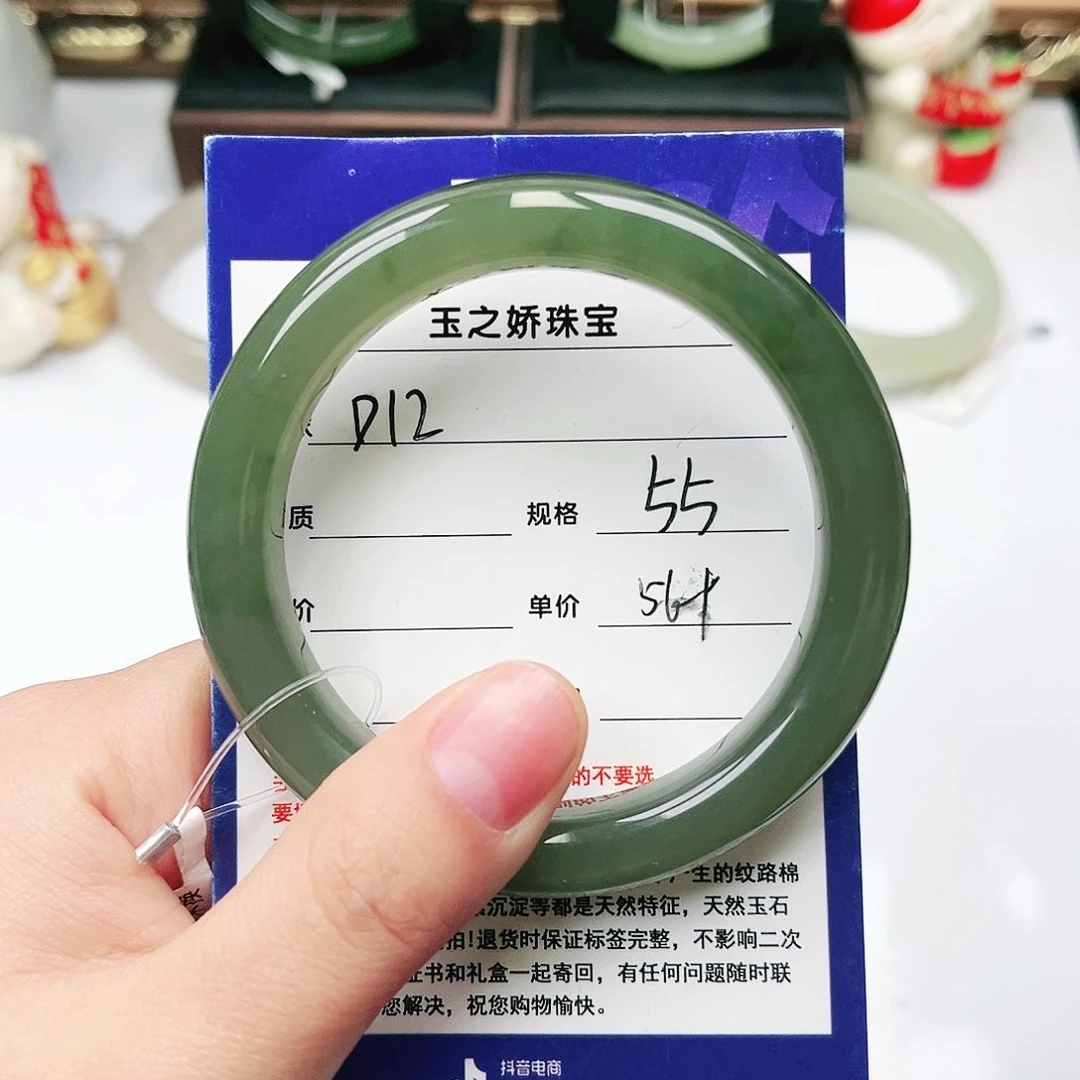 玉之娇珠宝
D12
质 规格 55
价 单价
的不要选
生的纹路棉
沉淀等都是天然特征，天然玉石
拍!退货时保证标签完整，不影响二次
证书和礼盒一起寄回，有任何问题随时联
您解决，祝您购物愉快。
抖音电商